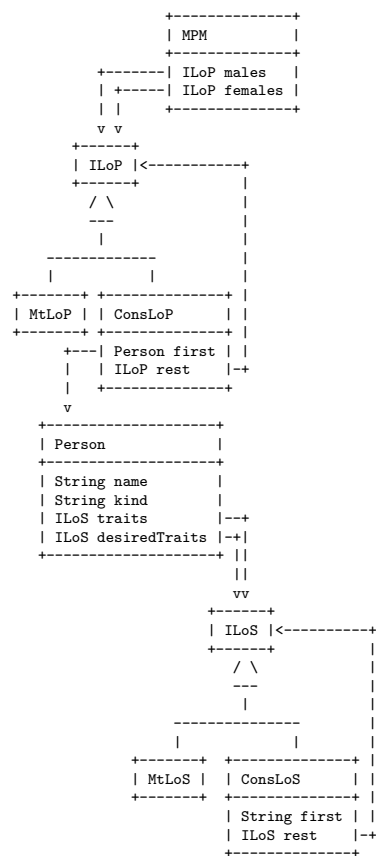 MPM
ILoP males
ILoP females
ILoP
MtLoP ConsLoP
Person first
ILoP rest
Person
String name
String kind
ILoS traits
ILoS desiredTraits
ILoS
MtLoS ConsLoS
String first
ILoS rest